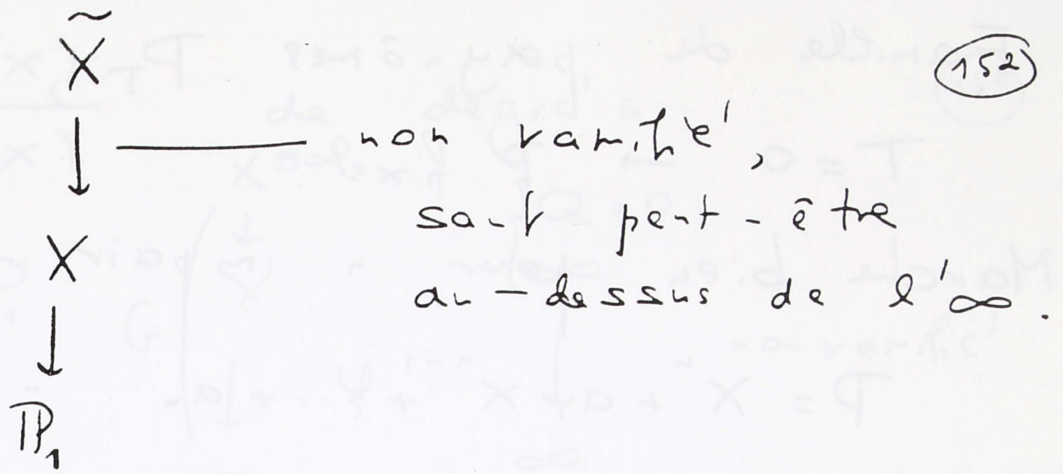 X̃
152
↓ ——— non ramifié,
sauf peut-être
X
au-dessus de l'∞.
↓
ℙ₁